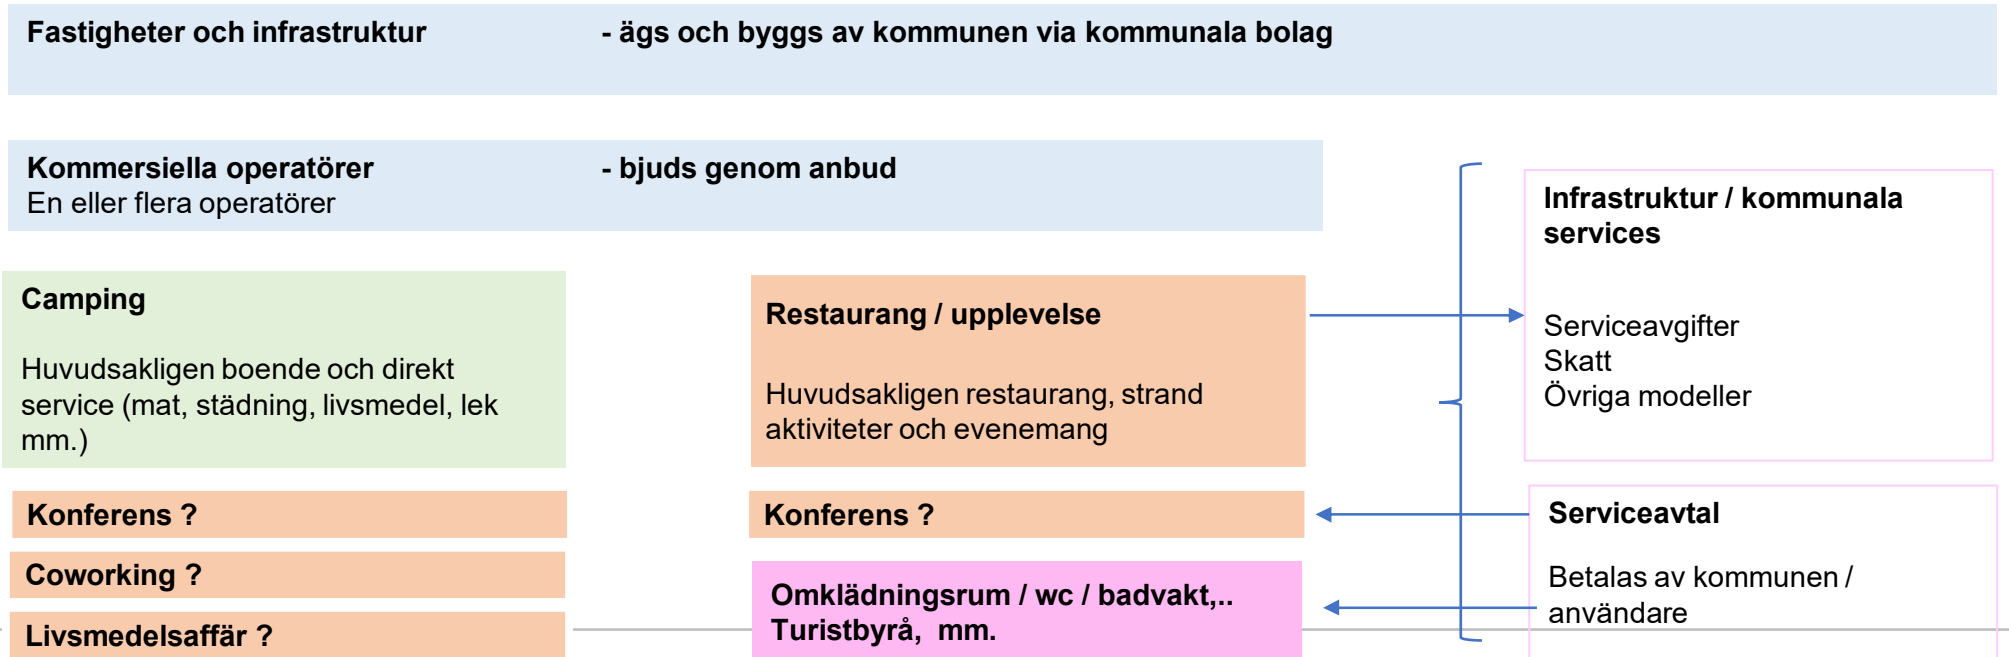 Fastigheter och infrastruktur - ägs och byggs av kommunen via kommunala bolag
Kommersiella operatörer - bjuds genom anbud
En eller flera operatörer
Camping
Huvudsakligen boende och direkt
service (mat, städning, livsmedel, lek
mm.)
Konferens ?
Coworking ?
Livsmedelsaffär ?
Restaurang / upplevelse
Huvudsakligen restaurang, strand
aktiviteter och evenemang
Konferens ?
Omklädningsrum / wc / badvakt,..
Turistbyrå, mm.
Infrastruktur / kommunala
services
Serviceavgifter
Skatt
Övriga modeller
Serviceavtal
Betalas av kommunen /
användare